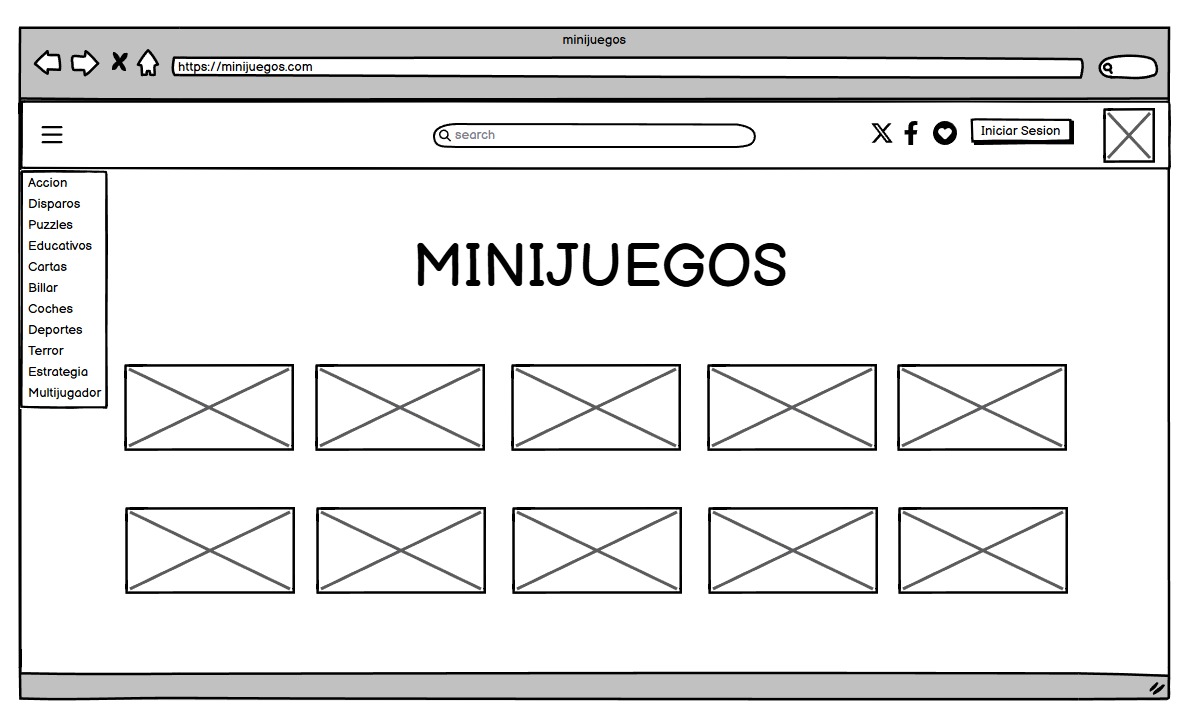 minijuegos
https://minijuegos.com
search
Iniciar Sesion
Accion
Disparos
Puzzles
Educativos
Cartas
Billar
Coches
Deportes
Terror
Estrategia
Multijugador
MINIJUEGOS